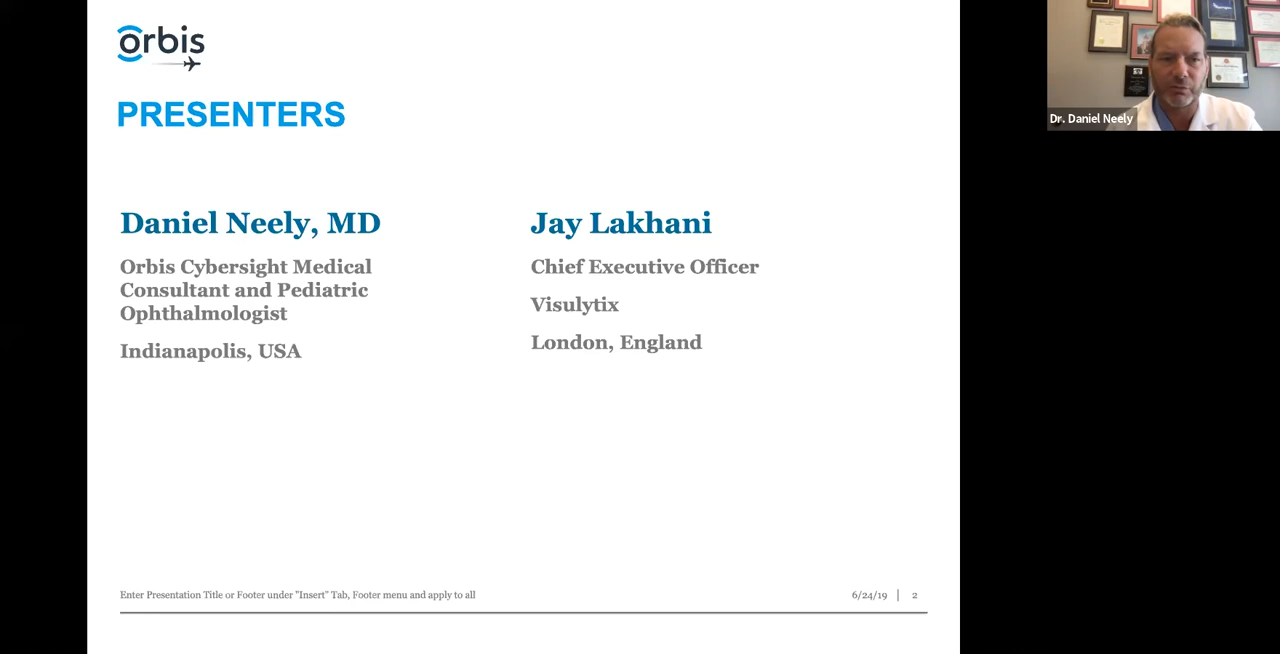 orbis
PRESENTERS
Daniel Neely, MD
Orbis Cybersight Medical
Consultant and Pediatric
Ophthalmologist
Indianapolis, USA
Jay Lakhani
Chief Executive Officer
Visulytix
London, England
Enter Presentation Title or Footer under "Insert" Tab, Footer menu and apply to all
6/24/19 | 2
Dr. Daniel Neely